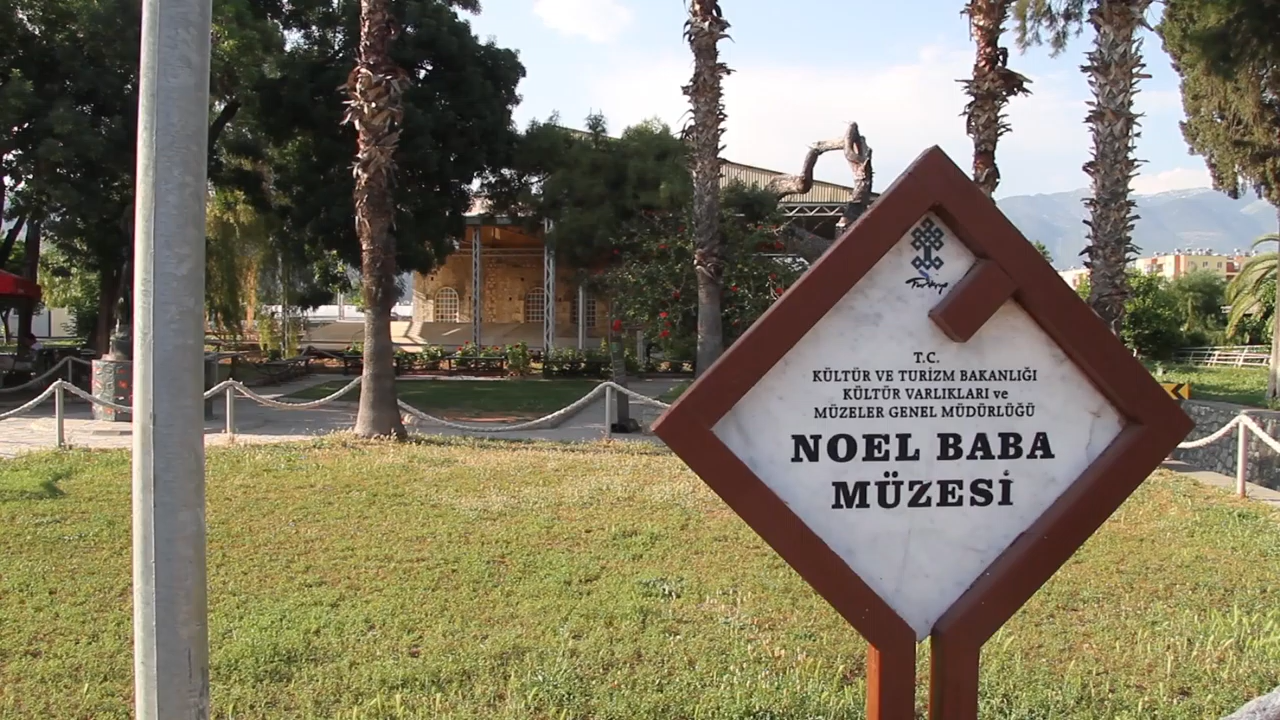 Türkiye
T.C.
KÜLTÜR VE TURİZM BAKANLIĞI
KÜLTÜR VARLIKLARI ve
MÜZELER GENEL MÜDÜRLÜĞÜ
NOEL BABA
MÜZESİ